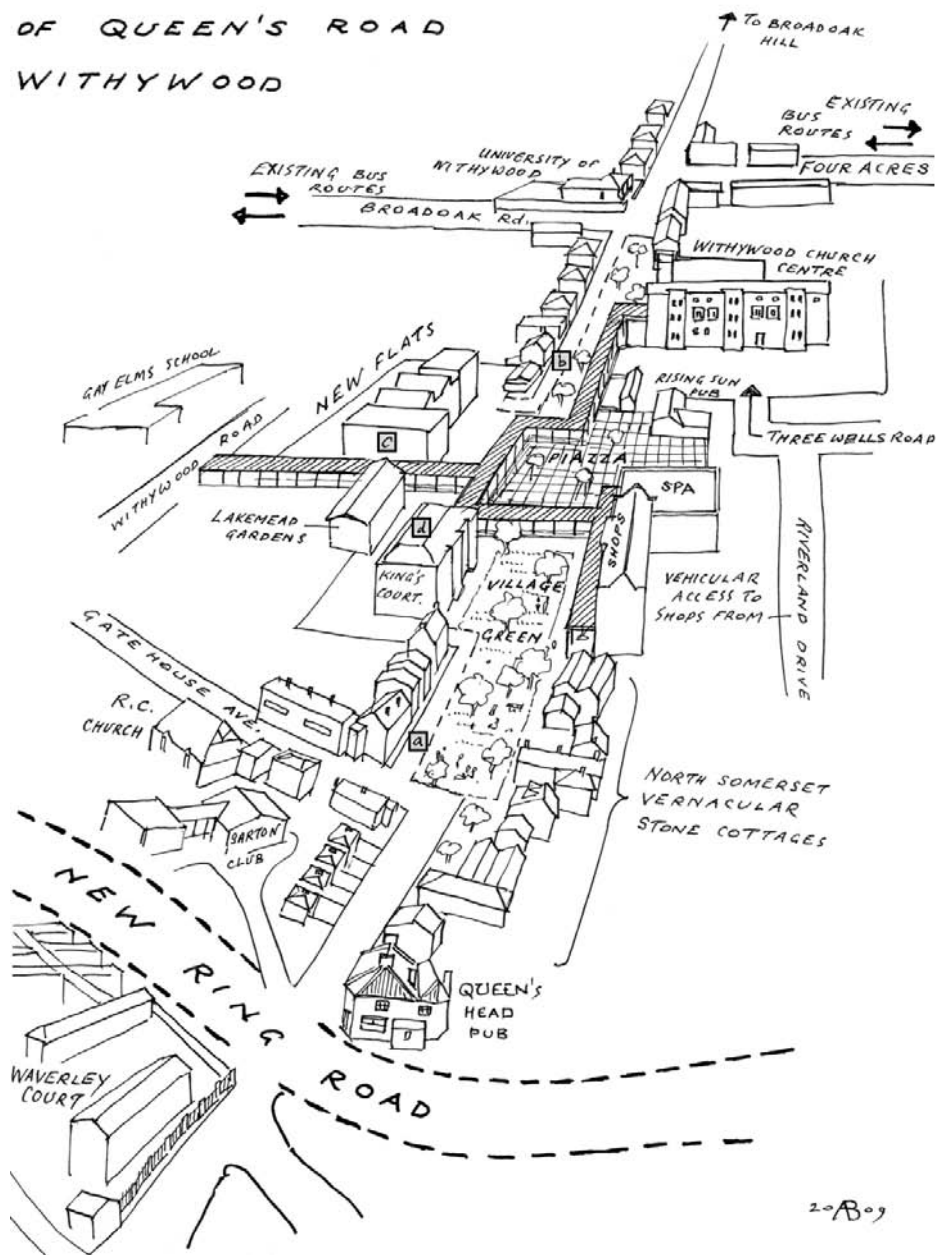 OF QUEEN'S ROAD
WITHYWOOD
TO BROADOAK
HILL
EXISTING
BUS
ROUTES
FOUR ACRES
UNIVERSITY OF
WITHYWOOD
EXISTING BUS
ROUTES
BROADOAK Rd.
WITHYWOOD CHURCH
CENTRE
GAY ELMS SCHOOL
NEW FLATS
WITHYWOOD ROAD
b
RISING SUN
PUB
C
PIAZZA
THREE WELLS ROAD
SPA
LAKEMEAD
GARDENS
d
KING'S
COURT.
SHOPS
VILLAGE
GREEN
VEHICULAR
ACCESS TO
SHOPS FROM
RIVERLAND DRIVE
GATE HOUSE AVE.
R.C.
CHURCH
a
NORTH SOMERSET
VERNACULAR
STONE COTTAGES
BARTON
CLUB
NEW RING ROAD
QUEEN'S
HEAD
PUB
WAVERLEY
COURT
20AB09